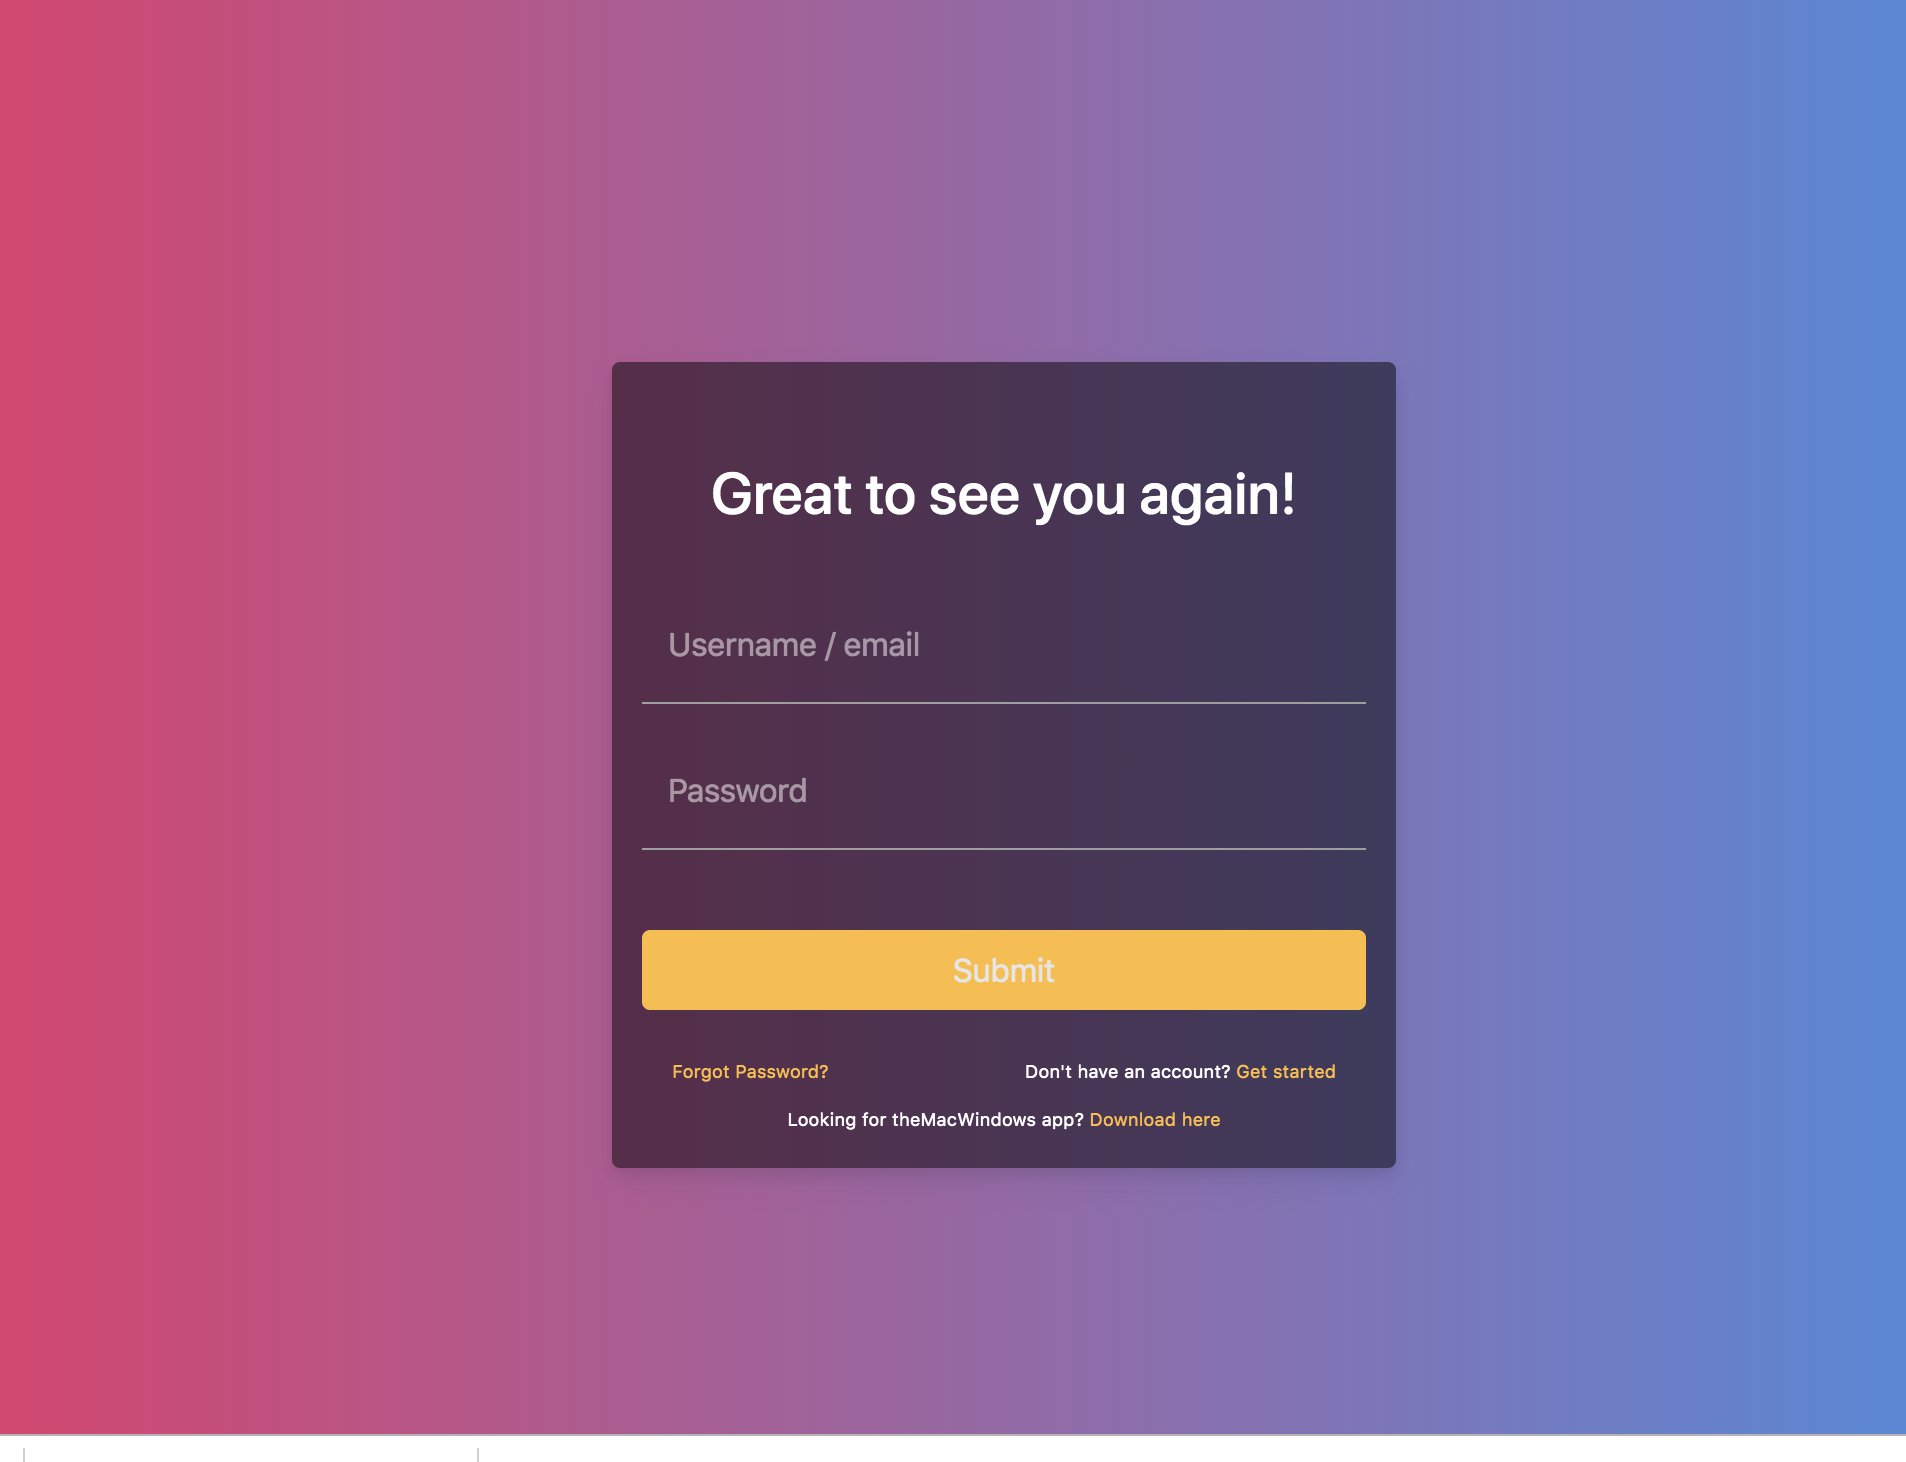 Great to see you again!
Username / email
Password
Submit
Forgot Password?
Don't have an account? Get started
Looking for theMacWindows app? Download here